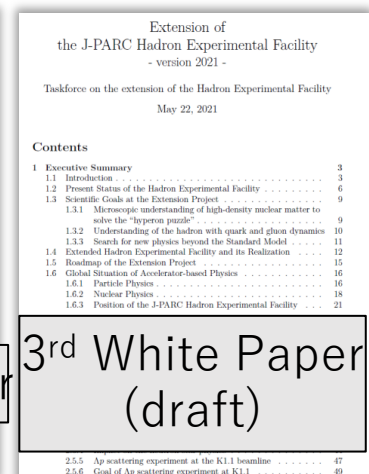 Extension of
the J-PARC Hadron Experimental Facility
- version 2021 -
Taskforce on the extension of the Hadron Experimental Facility
May 22, 2021
Contents
1 Executive Summary 3
1.1 Introduction . . . . . . . . . . . . . . . . . . . . . . . . . . . . . . 3
1.2 Present Status of the Hadron Experimental Facility . . . . . . . . 6
1.3 Scientific Goals at the Extension Project . . . . . . . . . . . . . . 9
1.3.1 Microscopic understanding of high-density nuclear matter to
solve the “hyperon puzzle” . . . . . . . . . . . . . . . . . 9
1.3.2 Understanding of the hadron with quark and gluon dynamics 10
1.3.3 Search for new physics beyond the Standard Model . . . . . 11
1.4 Extended Hadron Experimental Facility and its Realization . . . . 12
1.5 Roadmap of the Extension Project . . . . . . . . . . . . . . . . . 15
1.6 Global Situation of Accelerator-based Physics . . . . . . . . . . . 16
1.6.1 Particle Physics . . . . . . . . . . . . . . . . . . . . . . . 16
1.6.2 Nuclear Physics . . . . . . . . . . . . . . . . . . . . . . . 18
1.6.3 Position of the J-PARC Hadron Experimental Facility . . . 21
3rd White Paper
(draft)
2.5.5 Λp scattering experiment at the K1.1 beamline . . . . . . . 47
2.5.6 Goal of Λp scattering experiment at K1.1 . . . . . . . . . 49